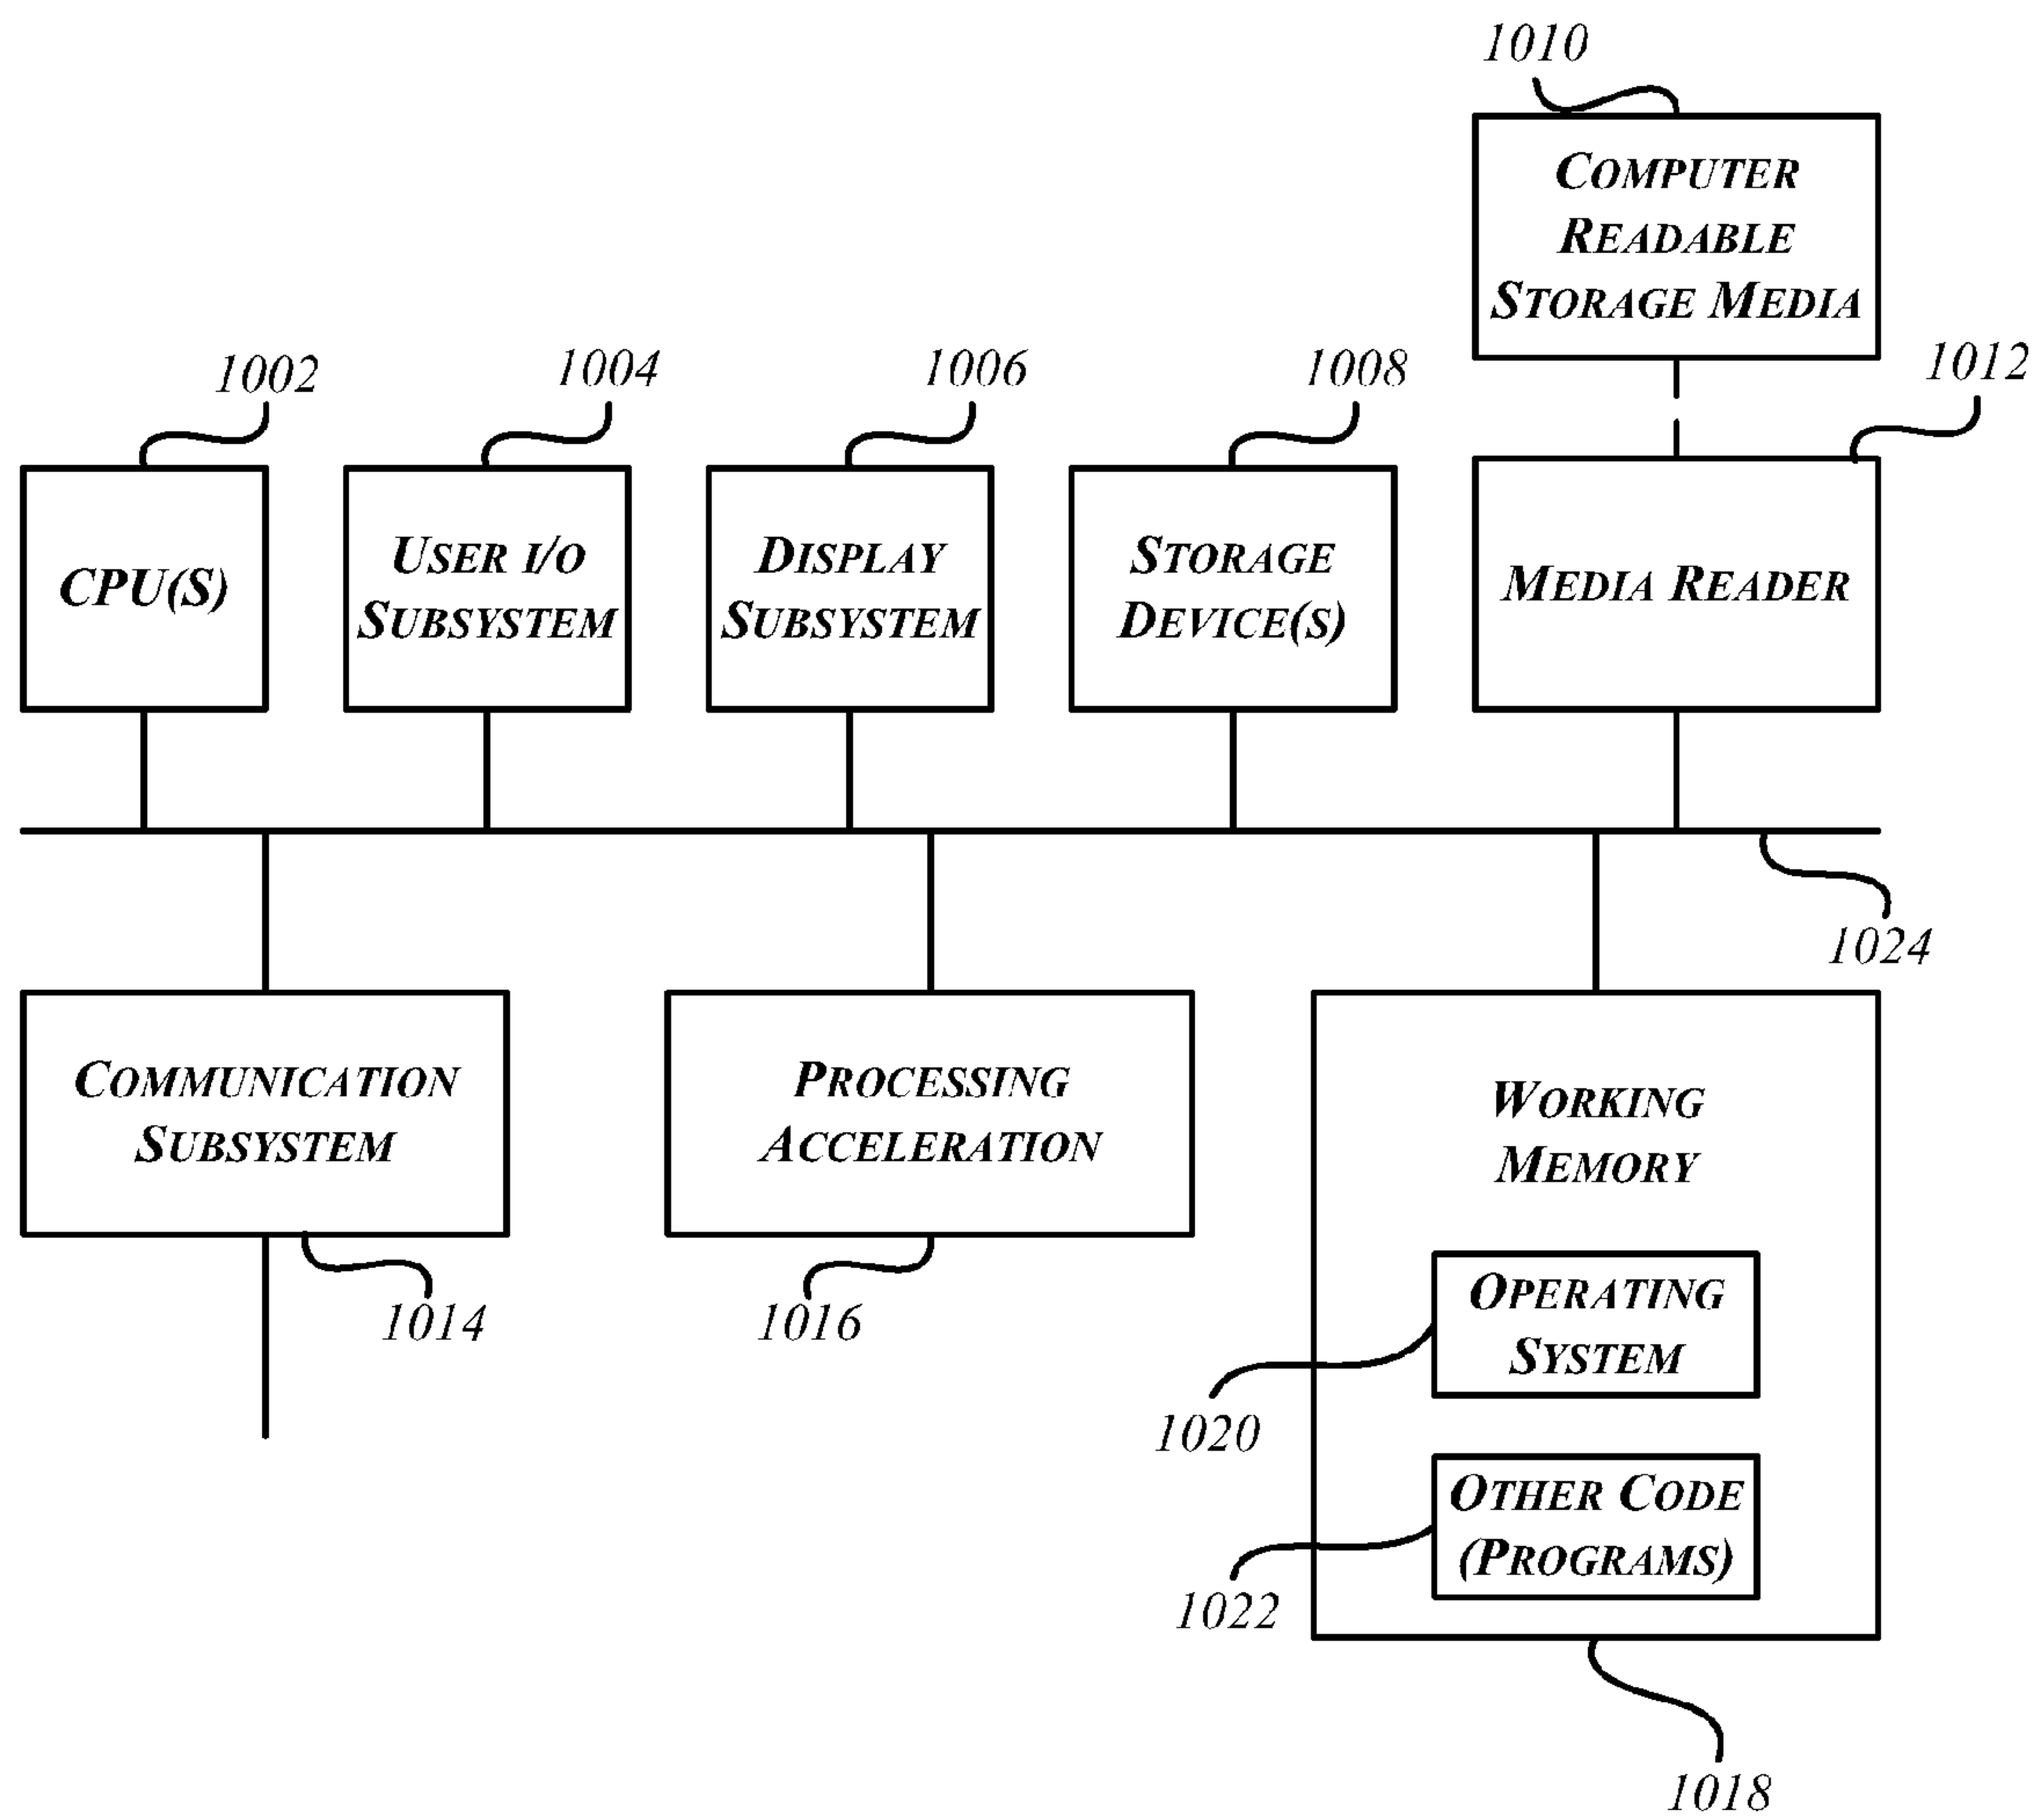 1010
COMPUTER
READABLE
STORAGE MEDIA
1002
1004
1006
1008
1012
CPU(S)
USER I/O
SUBSYSTEM
DISPLAY
SUBSYSTEM
STORAGE
DEVICE(S)
MEDIA READER
1024
COMMUNICATION
SUBSYSTEM
1014
PROCESSING
ACCELERATION
1016
WORKING
MEMORY
OPERATING
SYSTEM
1020
OTHER CODE
(PROGRAMS)
1022
1018